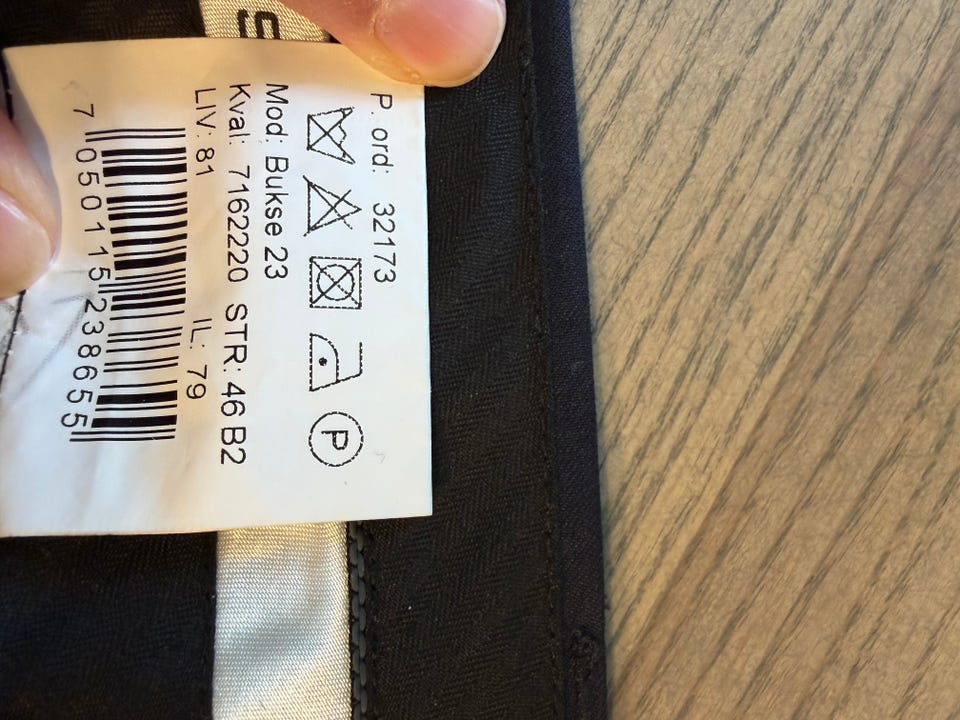 P. ord: 32173
P
Mod: Bukse 23
Kval: 7162220 STR: 46 B2
LIV: 81 IL: 79
7 050115 238655
S